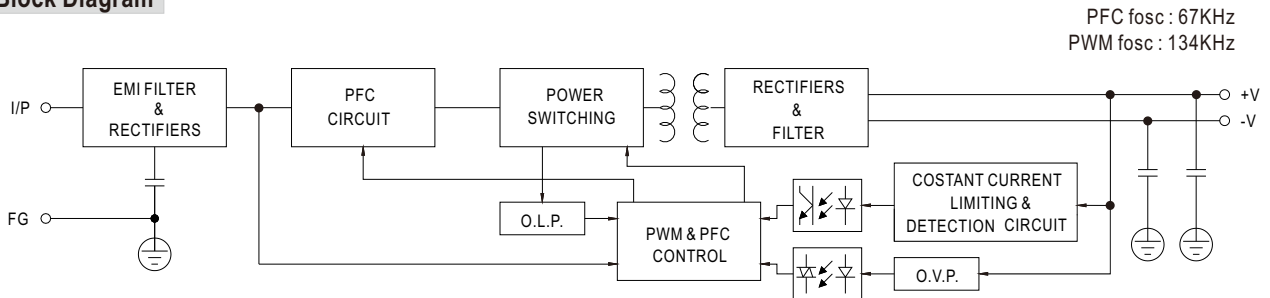 Block Diagram
PFC fosc : 67KHz
PWM fosc : 134KHz
I/P
EMI FILTER
&
RECTIFIERS
PFC
CIRCUIT
POWER
SWITCHING
RECTIFIERS
&
FILTER
+V
-V
FG
O.L.P.
PWM & PFC
CONTROL
COSTANT CURRENT
LIMITING &
DETECTION CIRCUIT
O.V.P.